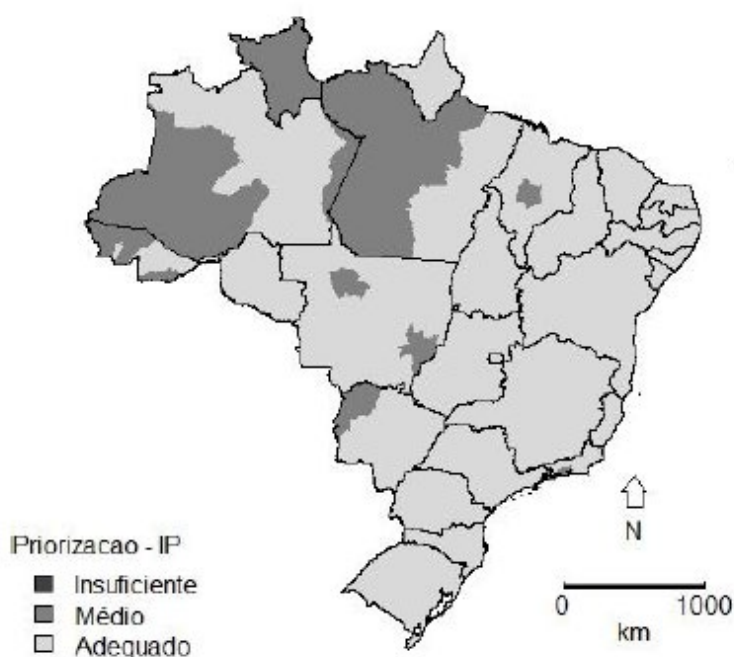 N
Priorizacao - IP
Insuficiente
Médio
Adequado
0 1000
km